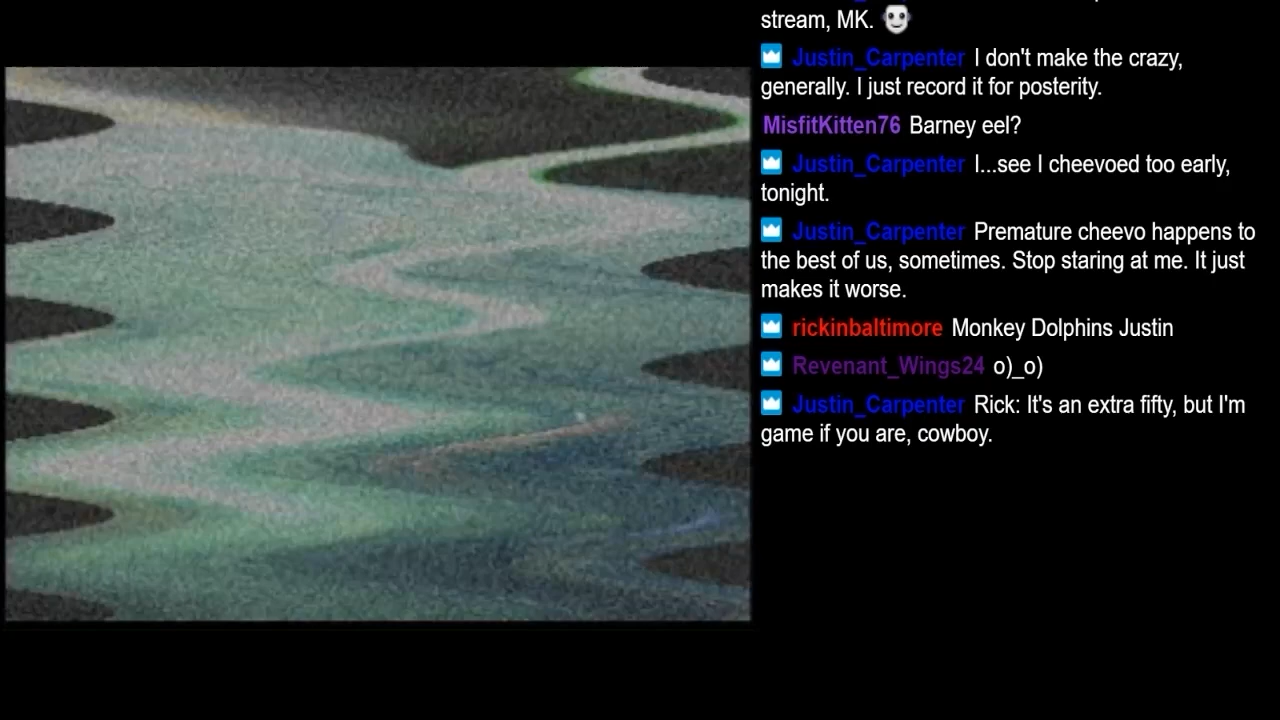 stream, MK.
Justin_Carpenter I don't make the crazy,
generally. I just record it for posterity.
MisfitKitten76 Barney eel?
Justin_Carpenter I...see I cheevoed too early,
tonight.
Justin_Carpenter Premature cheevo happens to
the best of us, sometimes. Stop staring at me. It just
makes it worse.
rickinbaltimore Monkey Dolphins Justin
Revenant_Wings24 o)_o)
Justin_Carpenter Rick: It's an extra fifty, but I'm
game if you are, cowboy.